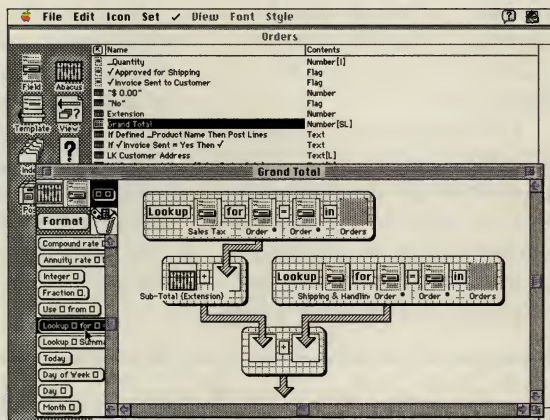 File Edit Icon Set ✓ View Font Style
Orders
Name Contents
_Quantity Number[I]
✓Approved for Shipping Flag
✓Invoice Sent to Customer Flag
"$ 0.00" Number
"No" Flag
Extension Number
Grand Total Number[SL]
If Defined _Product Name Then Post Lines Text
If ✓Invoice Sent = Yes Then ✓ Text
LK Customer Address Text[L]
Field Abacus
Template View
Grand Total
Format
Compound rate
Annuity rate
Integer
Fraction
Use from
Lookup for =
Lookup Summa
Today
Day of Week
Day
Month
Lookup for = in
Sales Tax Order Order Orders
+
Sub-Total (Extension)
Lookup for = in
Shipping & Handlin Order Order Orders
+